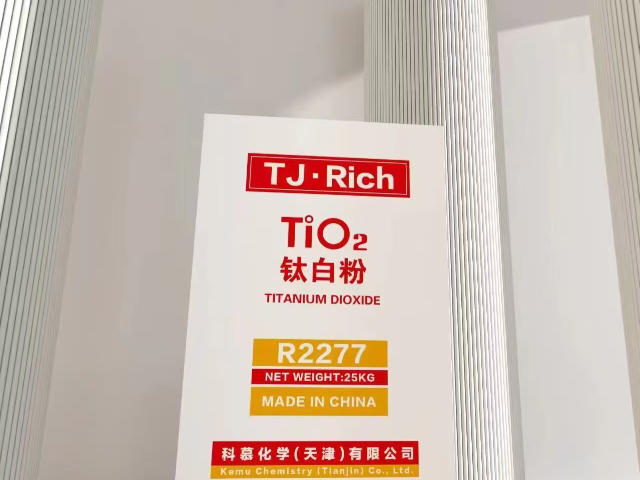 TJ·Rich
TiO2
钛白粉
TITANIUM DIOXIDE
R2277
NET WEIGHT:25KG
MADE IN CHINA
科慕化学(天津)有限公司
Kemu Chemistry (Tianjin) Co., Ltd.